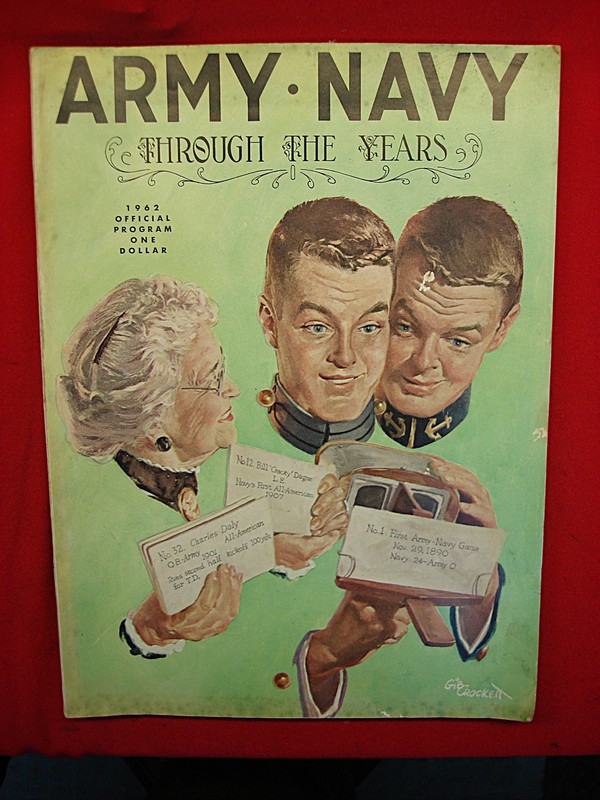 ARMY · NAVY
THROUGH THE YEARS
1962
OFFICIAL
PROGRAM
ONE
DOLLAR
No. 12. Bill "Cracky" Dague
L.E.
Navy's First All-American
1907
No. 32. Charles Daly
Q.B.-Army All-American
1901
Runs second half kickoff 100 yds
for T.D.
No. 1. First Army-Navy Game
Nov. 29, 1890
Navy 24-Army 0
GIB
CROCKETT